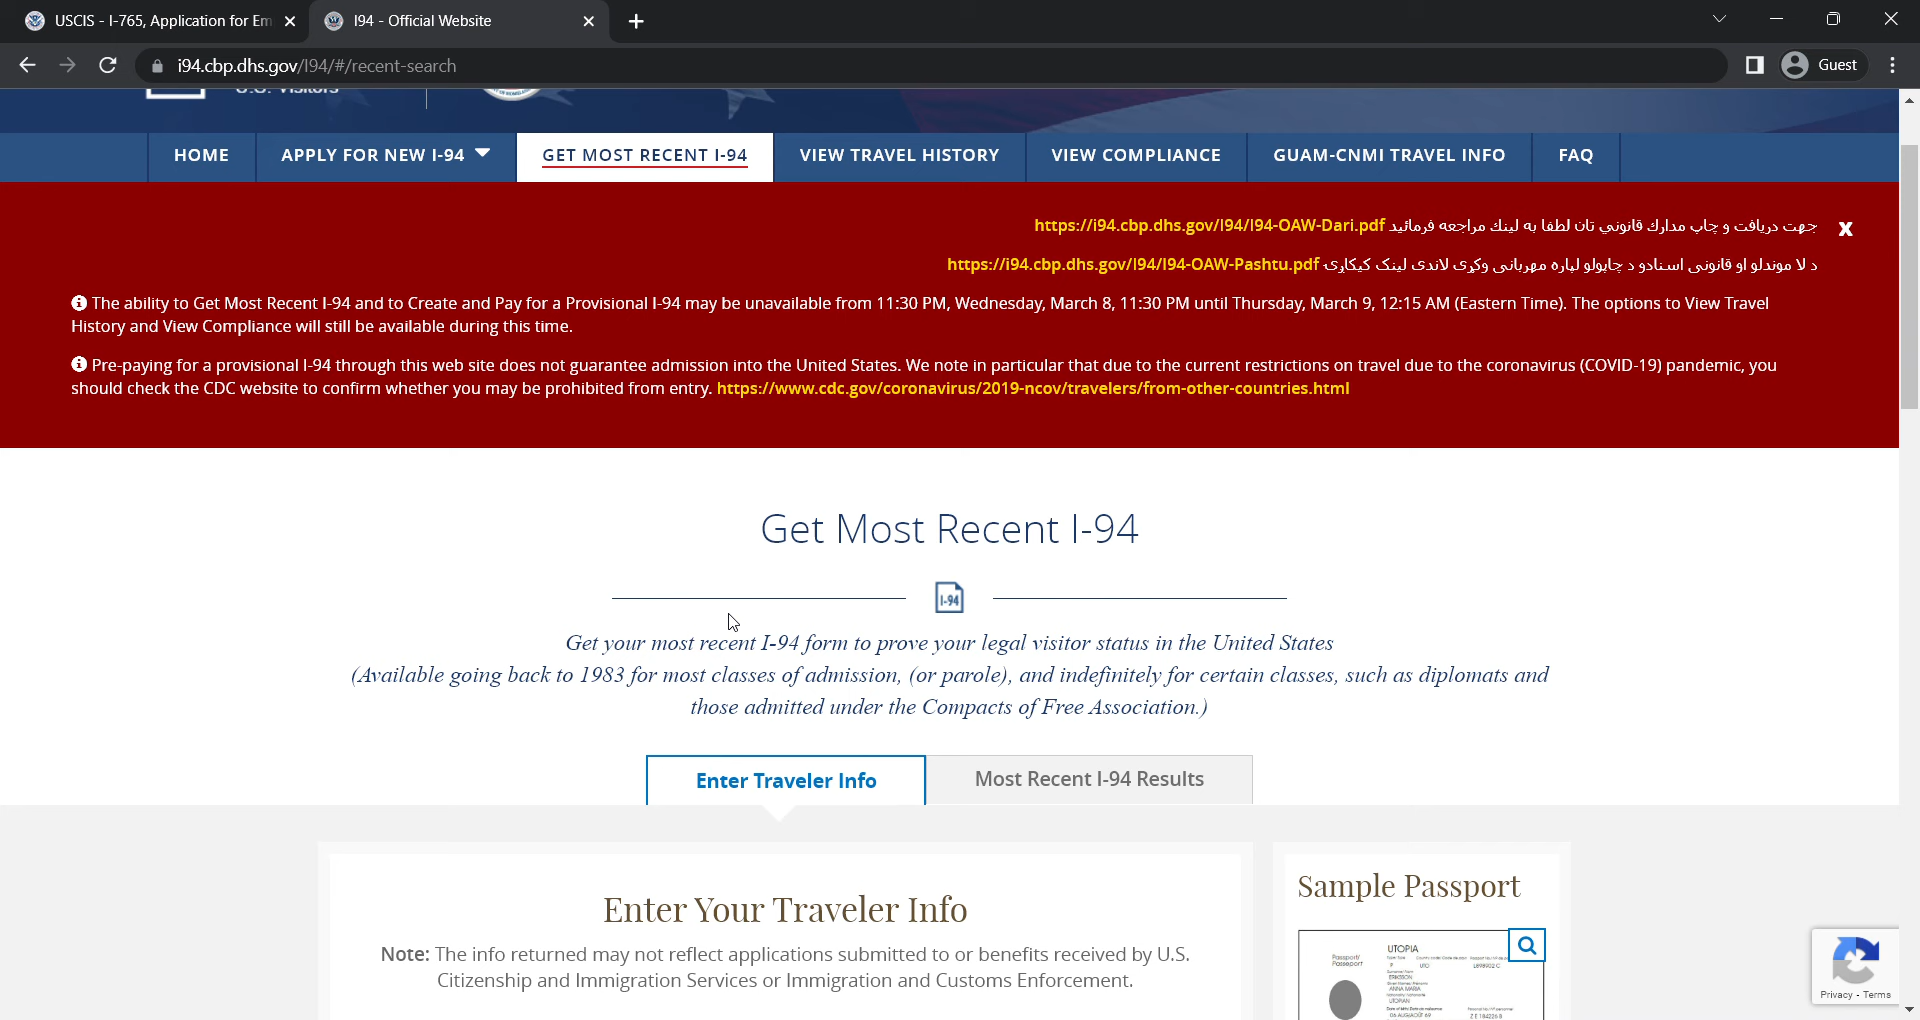 USCIS - I-765, Application for Em
I94 - Official Website
i94.cbp.dhs.gov/I94/#/recent-search
Guest
U.S. Visitors
HOME
APPLY FOR NEW I-94
GET MOST RECENT I-94
VIEW TRAVEL HISTORY
VIEW COMPLIANCE
GUAM-CNMI TRAVEL INFO
FAQ
جهت دریافت و چاپ مدارك قانوني تان لطفا به لينك مراجعه فرمائید https://i94.cbp.dhs.gov/I94/I94-OAW-Dari.pdf
X
د لا موندلو او قانونی اسنادو د چاپولو لپاره مهربانی وکړی لاندی لینک کیکاږی https://i94.cbp.dhs.gov/I94/I94-OAW-Pashtu.pdf
The ability to Get Most Recent I-94 and to Create and Pay for a Provisional I-94 may be unavailable from 11:30 PM, Wednesday, March 8, 11:30 PM until Thursday, March 9, 12:15 AM (Eastern Time). The options to View Travel
History and View Compliance will still be available during this time.
Pre-paying for a provisional I-94 through this web site does not guarantee admission into the United States. We note in particular that due to the current restrictions on travel due to the coronavirus (COVID-19) pandemic, you
should check the CDC website to confirm whether you may be prohibited from entry. https://www.cdc.gov/coronavirus/2019-ncov/travelers/from-other-countries.html
Get Most Recent I-94
I-94
Get your most recent I-94 form to prove your legal visitor status in the United States
(Available going back to 1983 for most classes of admission, (or parole), and indefinitely for certain classes, such as diplomats and
those admitted under the Compacts of Free Association.)
Enter Traveler Info
Most Recent I-94 Results
Enter Your Traveler Info
Note: The info returned may not reflect applications submitted to or benefits received by U.S.
Citizenship and Immigration Services or Immigration and Customs Enforcement.
Sample Passport
UTOPIA
Passport/
Passeport
P
UTO
L898902 C
ERIKSSON
ANNA MARIA
UTOPIAN
ZE 184226 B
Privacy - Terms